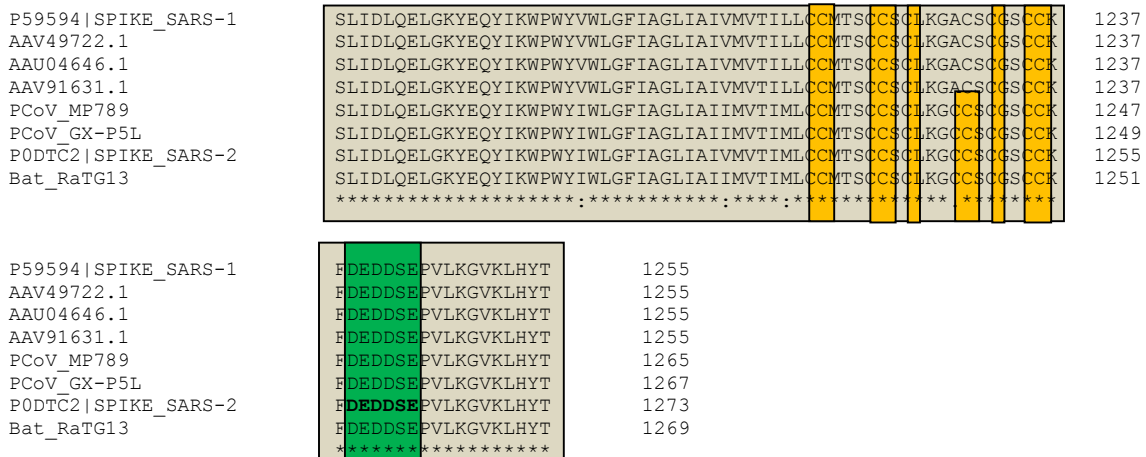 P59594|SPIKE_SARS-1 SLIDLQELGKYEQYIKWPWYVWLGFIAGLIAIVMVTILLCCMTSCCSCLKGACSCGSCCK 1237
AAV49722.1 SLIDLQELGKYEQYIKWPWYVWLGFIAGLIAIVMVTILLCCMTSCCSCLKGACSCGSCCK 1237
AAU04646.1 SLIDLQELGKYEQYIKWPWYVWLGFIAGLIAIVMVTILLCCMTSCCSCLKGACSCGSCCK 1237
AAV91631.1 SLIDLQELGKYEQYIKWPWYVWLGFIAGLIAIVMVTILLCCMTSCCSCLKGACSCGSCCK 1237
PCoV_MP789 SLIDLQELGKYEQYIKWPWYIWLGFIAGLIAIIMVTIMLCCMTSCCSCLKGCCSCGSCCK 1247
PCoV_GX-P5L SLIDLQELGKYEQYIKWPWYIWLGFIAGLIAIVMVTIMLCCMTSCCSCLKGCCSCGSCCK 1249
P0DTC2|SPIKE_SARS-2 SLIDLQELGKYEQYIKWPWYIWLGFIAGLIAIVMVTIMLCCMTSCCSCLKGCCSCGSCCK 1255
Bat_RaTG13 SLIDLQELGKYEQYIKWPWYIWLGFIAGLIAIIMVTIMLCCMTSCCSCLKGCCSCGSCCK 1251
********************:***********:****:*************.********
P59594|SPIKE_SARS-1 FDEDDSEPVLKGVKLHYT 1255
AAV49722.1 FDEDDSEPVLKGVKLHYT 1255
AAU04646.1 FDEDDSEPVLKGVKLHYT 1255
AAV91631.1 FDEDDSEPVLKGVKLHYT 1255
PCoV_MP789 FDEDDSEPVLKGVKLHYT 1265
PCoV_GX-P5L FDEDDSEPVLKGVKLHYT 1267
P0DTC2|SPIKE_SARS-2 FDEDDSEPVLKGVKLHYT 1273
Bat_RaTG13 FDEDDSEPVLKGVKLHYT 1269
******************